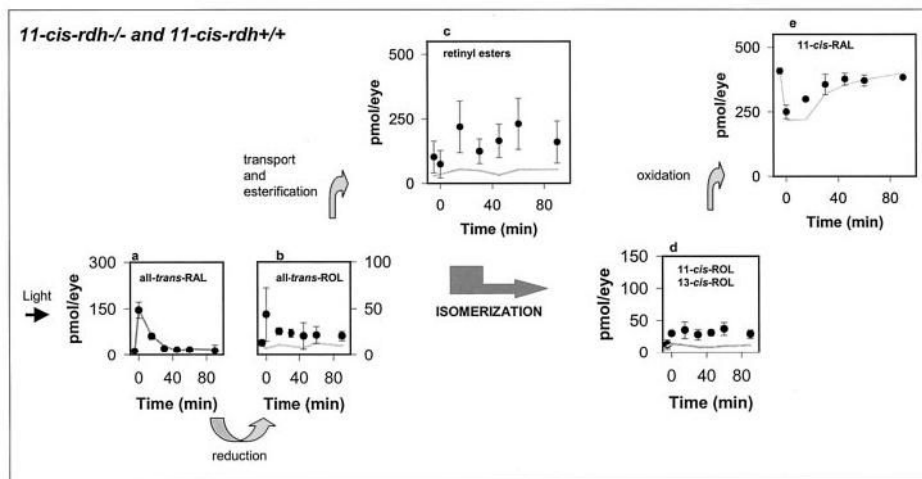 11-cis-rdh-/- and 11-cis-rdh+/+
c
retinyl esters
500
250
0
pmol/eye
0 40 80
Time (min)
transport
and
esterification
e
11-cis-RAL
500
250
0
pmol/eye
0 40 80
Time (min)
oxidation
Light
a
all-trans-RAL
300
150
0
pmol/eye
0 40 80
Time (min)
b
all-trans-ROL
100
50
0
0 40 80
Time (min)
reduction
ISOMERIZATION
d
11-cis-ROL
13-cis-ROL
150
100
50
0
pmol/eye
0 40 80
Time (min)